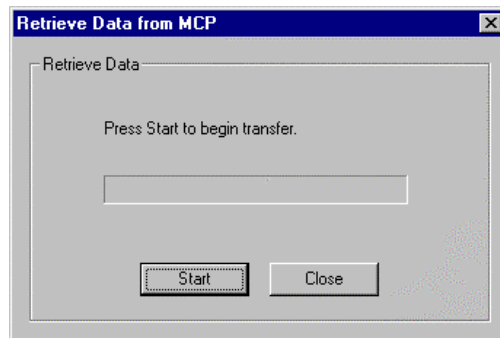 Retrieve Data from MCP
Retrieve Data
Press Start to begin transfer.
Start Close